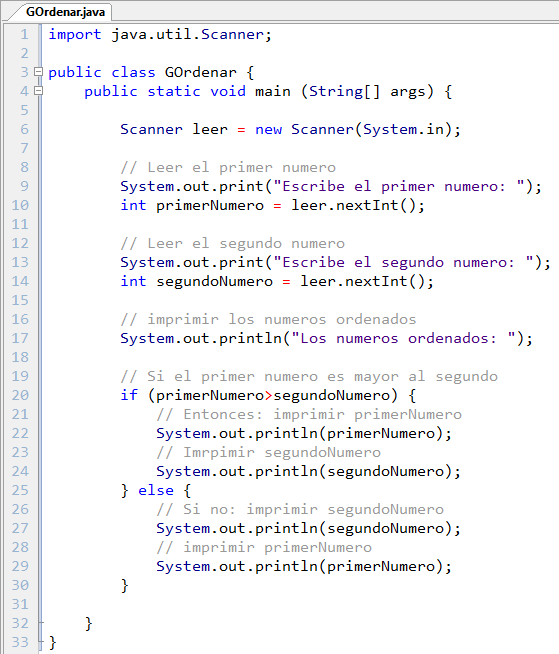 GOrdenar.java
1 import java.util.Scanner;
2
3 public class GOrdenar {
4 public static void main (String[] args) {
5
6 Scanner leer = new Scanner(System.in);
7
8 // Leer el primer numero
9 System.out.print("Escribe el primer numero: ");
10 int primerNumero = leer.nextInt();
11
12 // Leer el segundo numero
13 System.out.print("Escribe el segundo numero: ");
14 int segundoNumero = leer.nextInt();
15
16 // imprimir los numeros ordenados
17 System.out.println("Los numeros ordenados: ");
18
19 // Si el primer numero es mayor al segundo
20 if (primerNumero>segundoNumero) {
21 // Entonces: imprimir primerNumero
22 System.out.println(primerNumero);
23 // Imrpimir segundoNumero
24 System.out.println(segundoNumero);
25 } else {
26 // Si no: imprimir segundoNumero
27 System.out.println(segundoNumero);
28 // imprimir primerNumero
29 System.out.println(primerNumero);
30 }
31
32 }
33 }